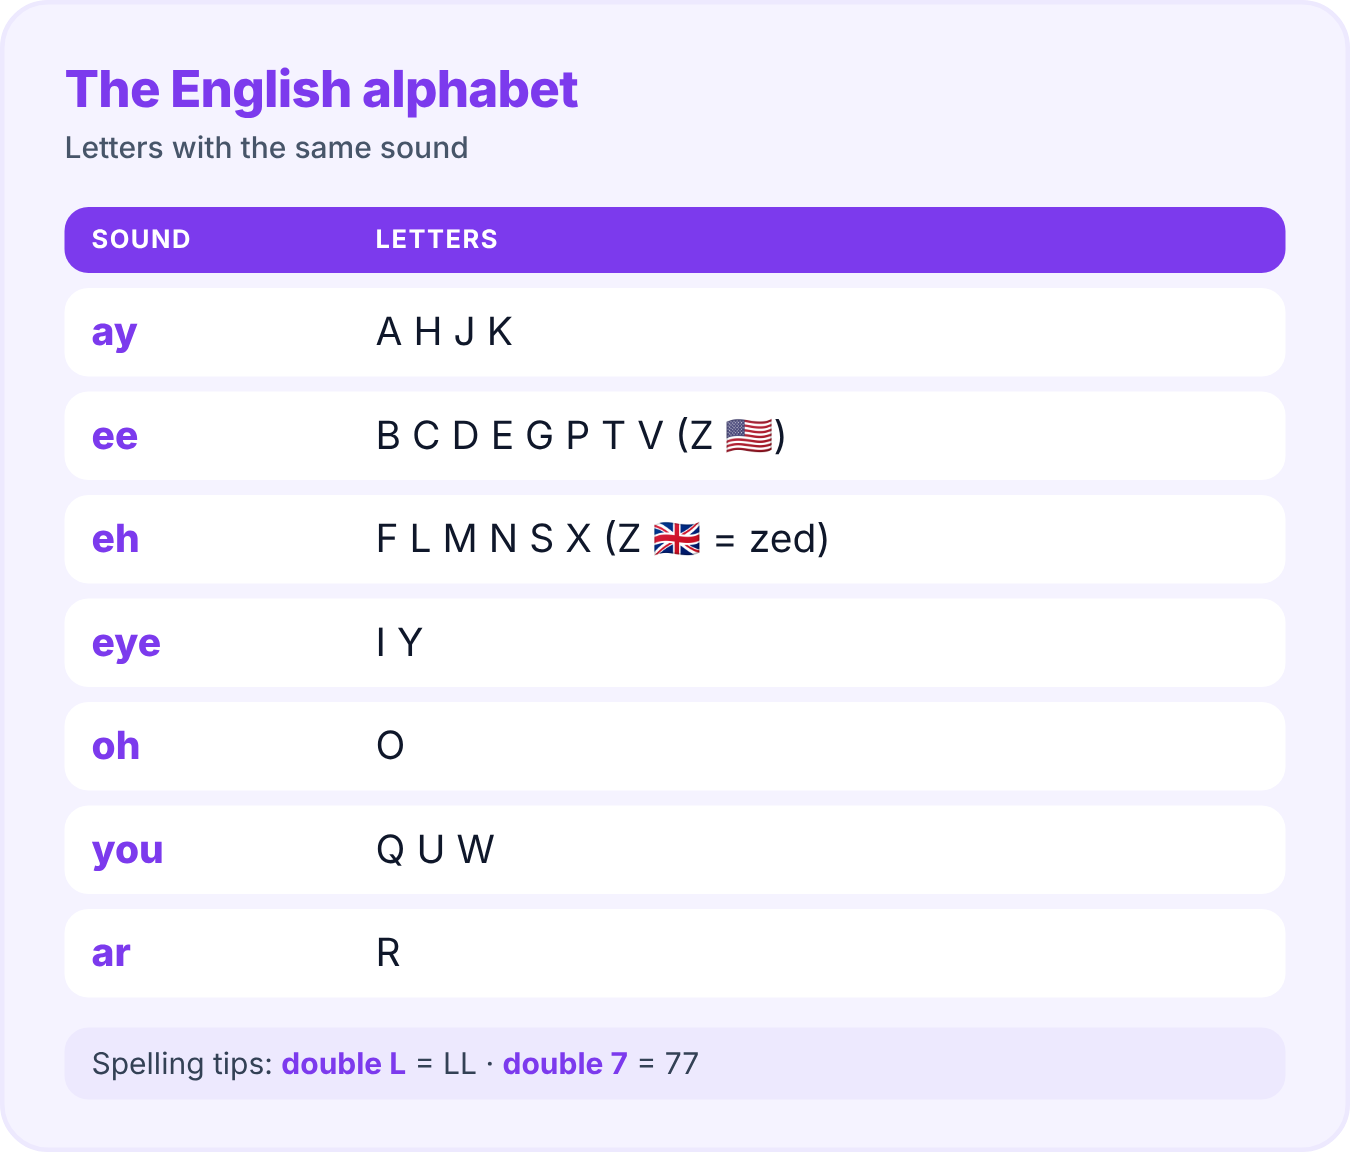 The English alphabet
Letters with the same sound
SOUND LETTERS
ay A H J K
ee B C D E G P T V (Z 🇺🇸)
eh F L M N S X (Z 🇬🇧 = zed)
eye I Y
oh O
you Q U W
ar R
Spelling tips: double L = LL · double 7 = 77